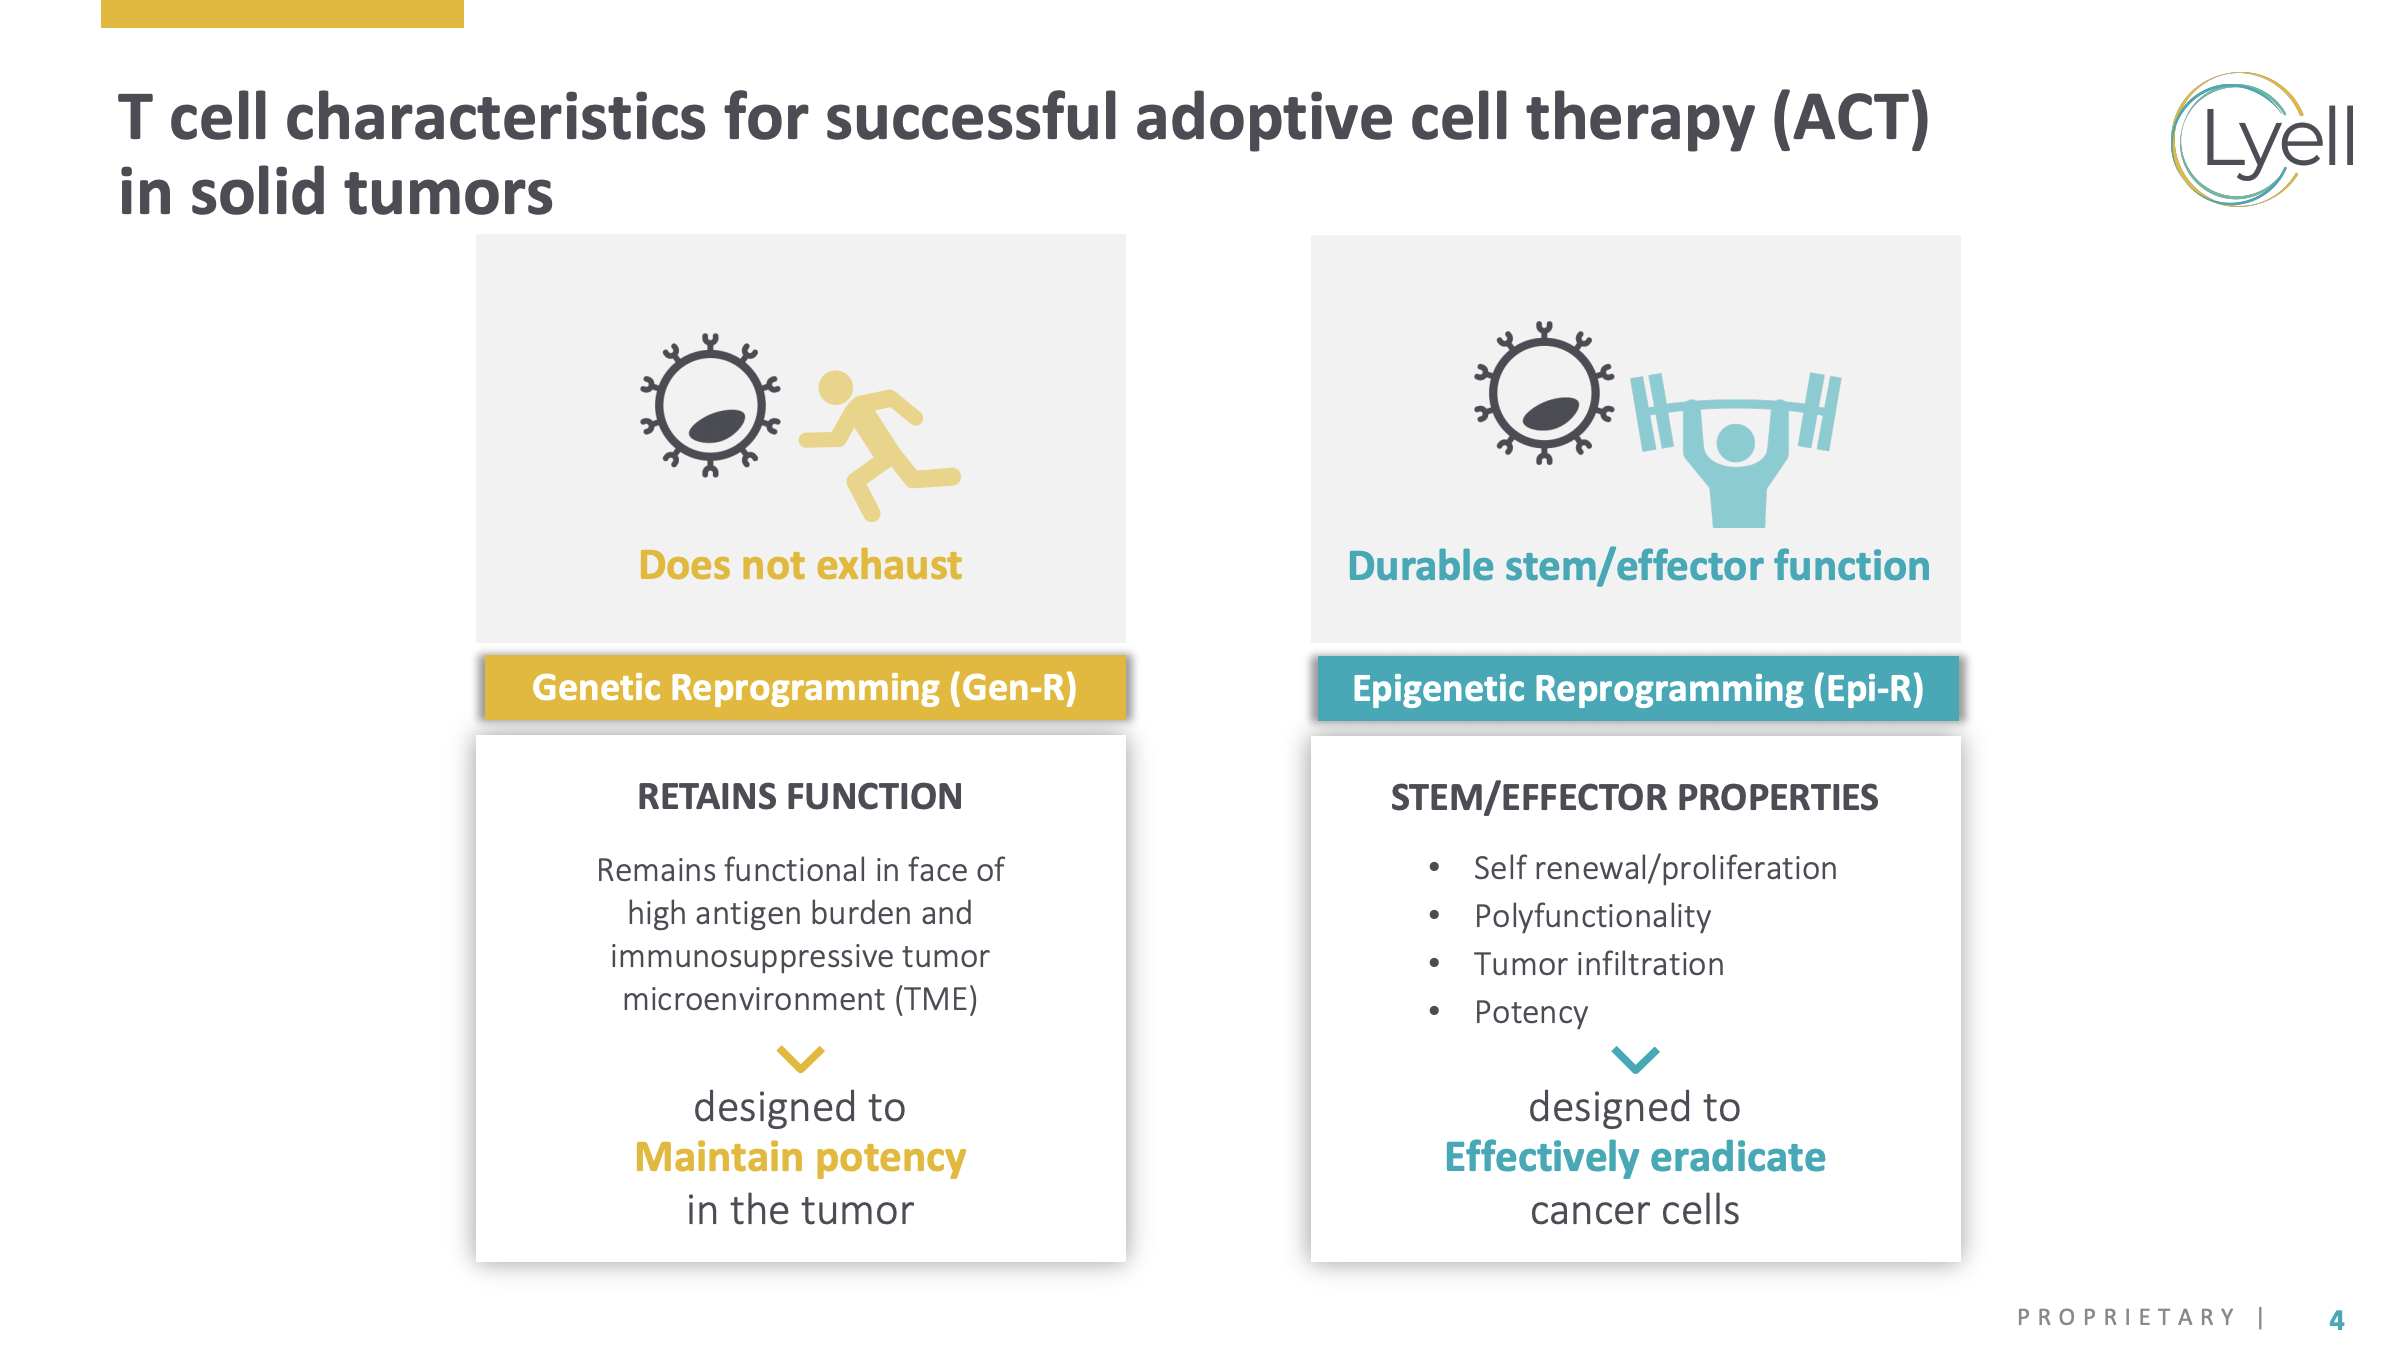 T cell characteristics for successful adoptive cell therapy (ACT)
in solid tumors
Lyell
Does not exhaust
Genetic Reprogramming (Gen-R)
RETAINS FUNCTION
Remains functional in face of
high antigen burden and
immunosuppressive tumor
microenvironment (TME)
designed to
Maintain potency
in the tumor
Durable stem/effector function
Epigenetic Reprogramming (Epi-R)
STEM/EFFECTOR PROPERTIES
• Self renewal/proliferation
• Polyfunctionality
• Tumor infiltration
• Potency
designed to
Effectively eradicate
cancer cells
PROPRIETARY | 4